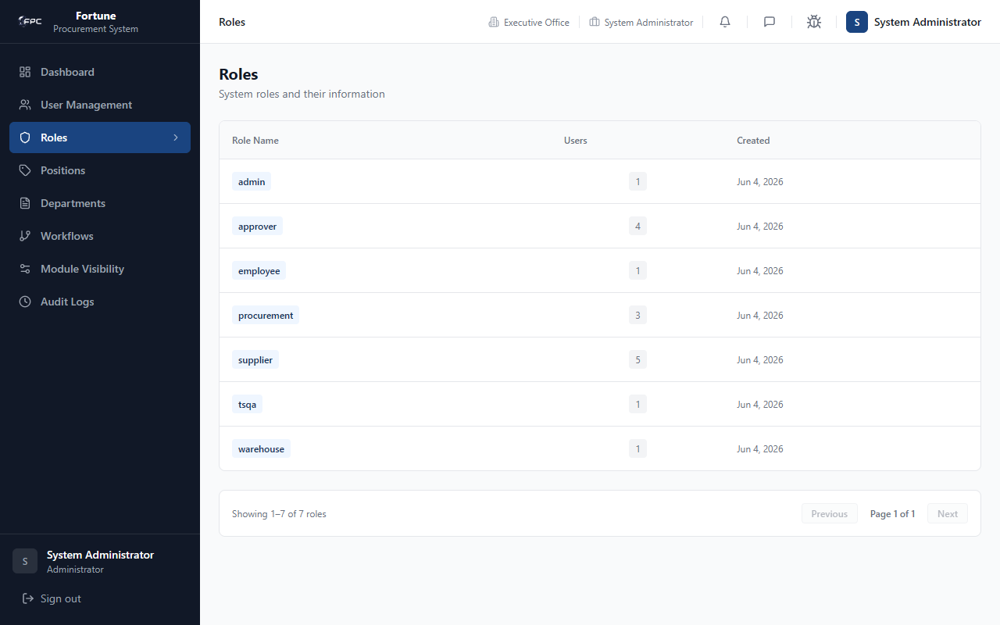 FPC
Fortune
Procurement System
Dashboard
User Management
Roles
Positions
Departments
Workflows
Module Visibility
Audit Logs
S
System Administrator
Administrator
Sign out
Roles
Executive Office
System Administrator
S
System Administrator
Roles
System roles and their information
Role Name Users Created
admin 1 Jun 4, 2026
approver 4 Jun 4, 2026
employee 1 Jun 4, 2026
procurement 3 Jun 4, 2026
supplier 5 Jun 4, 2026
tsqa 1 Jun 4, 2026
warehouse 1 Jun 4, 2026
Showing 1–7 of 7 roles
Previous Page 1 of 1 Next